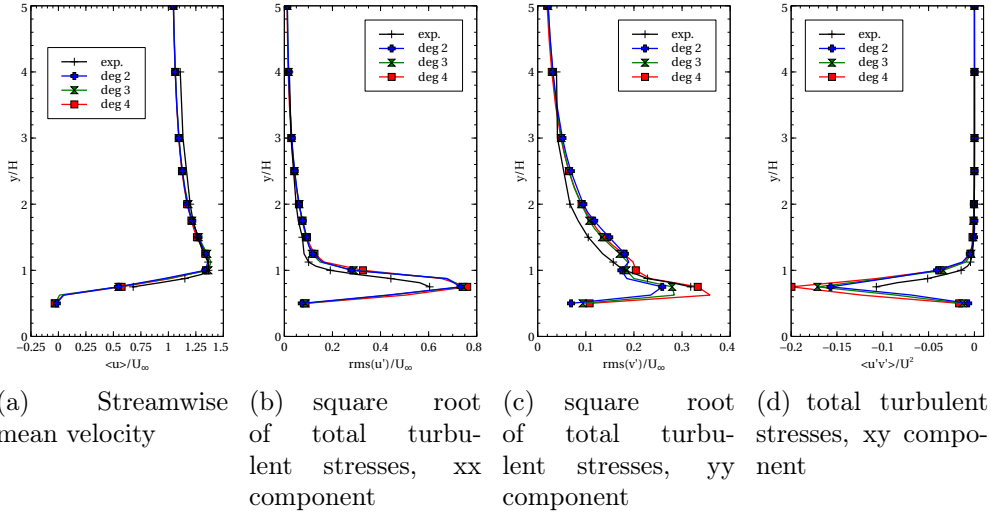 5
4
3
2
1
0
y/H
−0.25
0
0.5
1
1.5
<u>/U∞
exp.
deg 2
deg 3
deg 4
5
4
3
2
1
0
y/H
0
0.2
0.4
0.6
0.8
rms(u')/U∞
exp.
deg 2
deg 3
deg 4
5
4
3
2
1
0
y/H
0
0.1
0.2
0.3
0.4
rms(v')/U∞
exp.
deg 2
deg 3
deg 4
5
4
3
2
1
0
y/H
−0.2
−0.15
−0.1
−0.05
0
<u'v'>/U²
exp.
deg 2
deg 3
deg 4
a) Streamwise
mean velocity
(b) square root
of total turbu-
lent stresses, xx
component
(c) square root
of total turbu-
lent stresses, yy
component
(d) total turbulent
stresses, xy compo-
nent